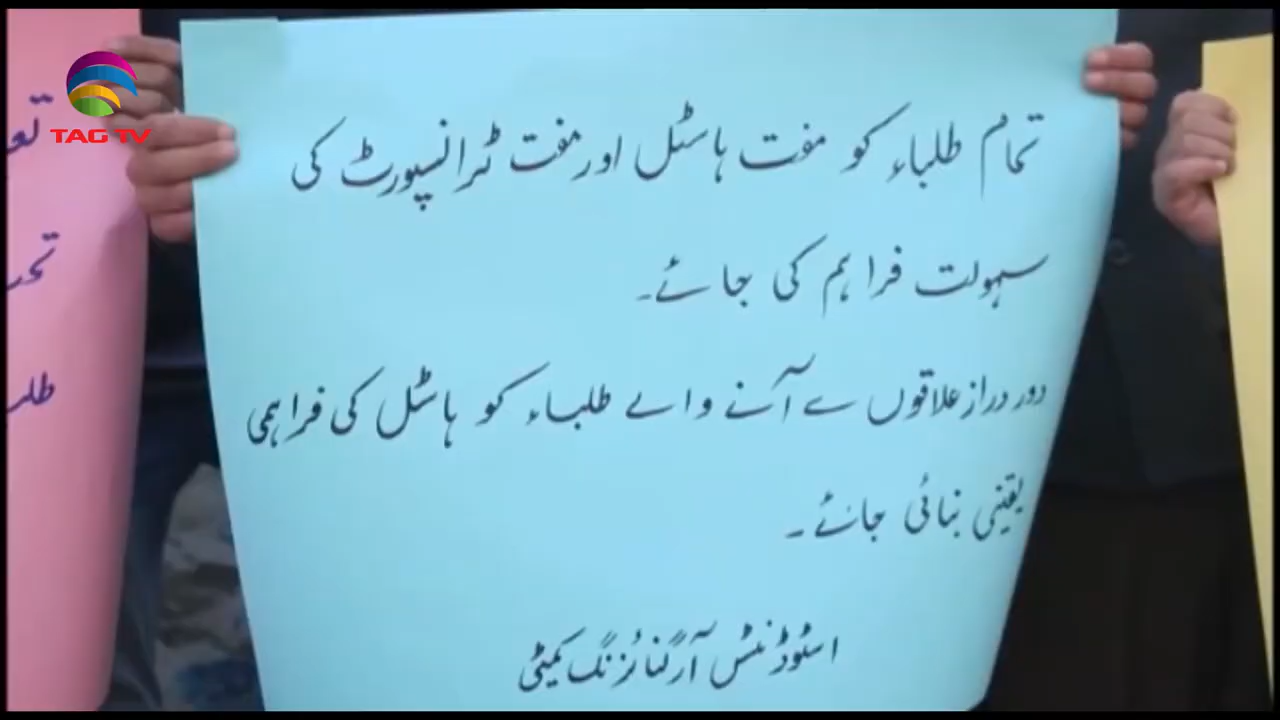 TAG TV
تمام طلباء کو مفت ہاسٹل اور مفت ٹرانسپورٹ کی
سہولت فراہم کی جائے۔
دور دراز علاقوں سے آنے والے طلباء کو ہاسٹل کی فراہمی
یقینی بنائی جائے۔
اسٹوڈنٹس آرگنائزنگ کمیٹی